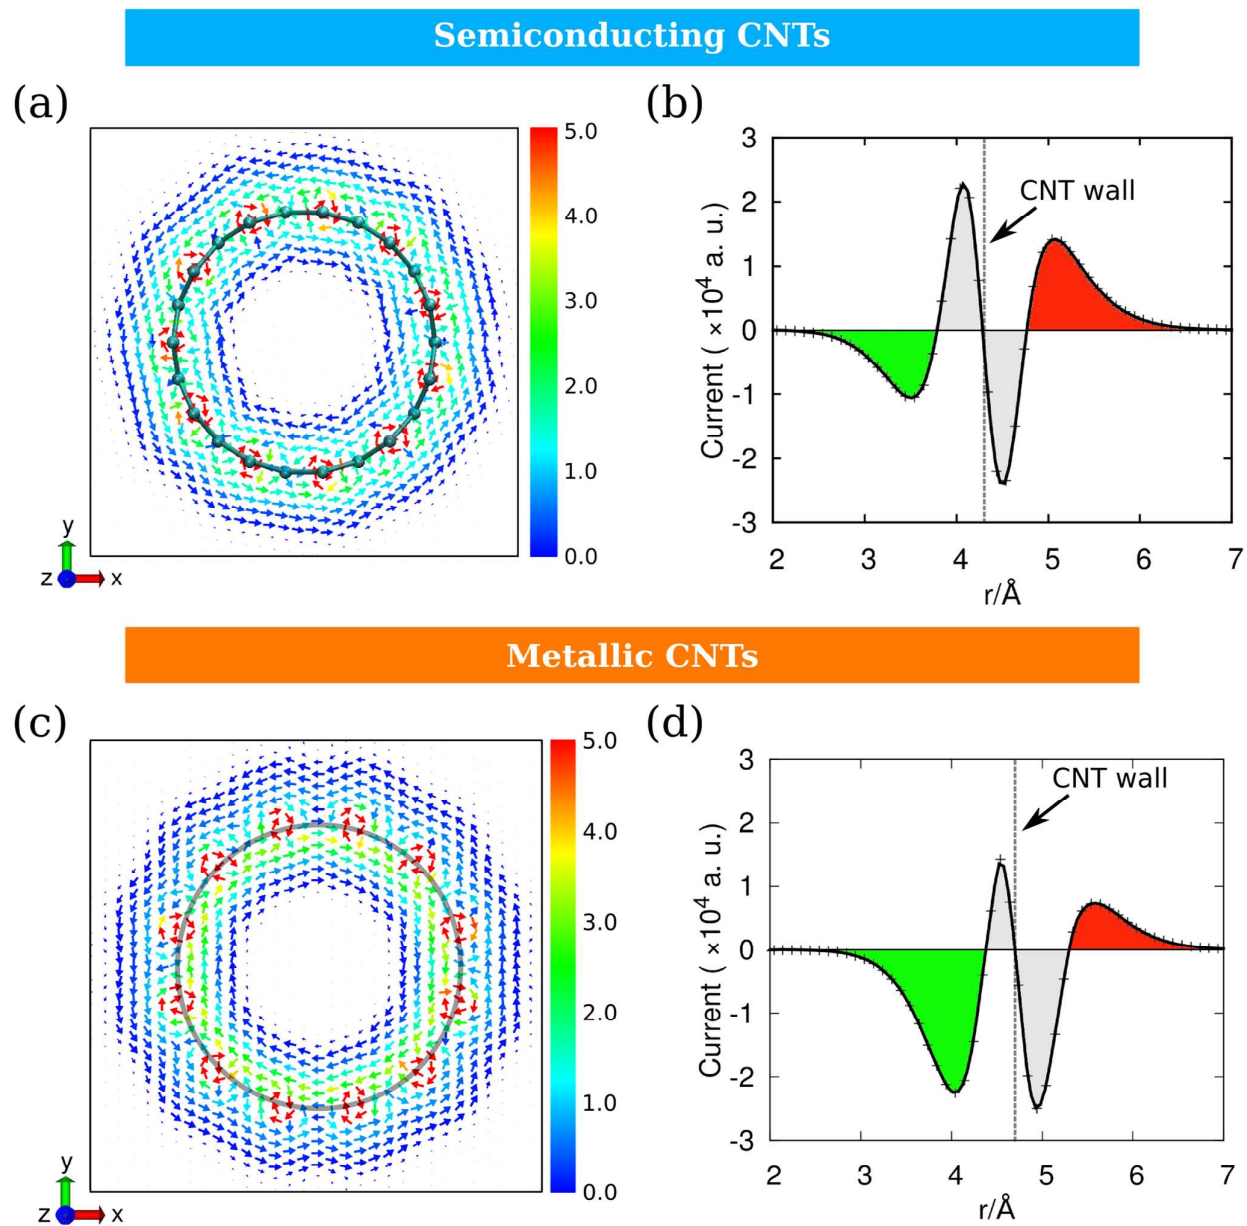 Semiconducting CNTs
(a)
5.0
4.0
3.0
2.0
1.0
0.0
y
z
x
(b)
3
2
1
0
-1
-2
-3
Current ( ×10⁴ a. u.)
CNT wall
2 3 4 5 6 7
r/Å
Metallic CNTs
(c)
5.0
4.0
3.0
2.0
1.0
0.0
y
z
x
(d)
3
2
1
0
-1
-2
-3
Current ( ×10⁴ a. u.)
CNT wall
2 3 4 5 6 7
r/Å